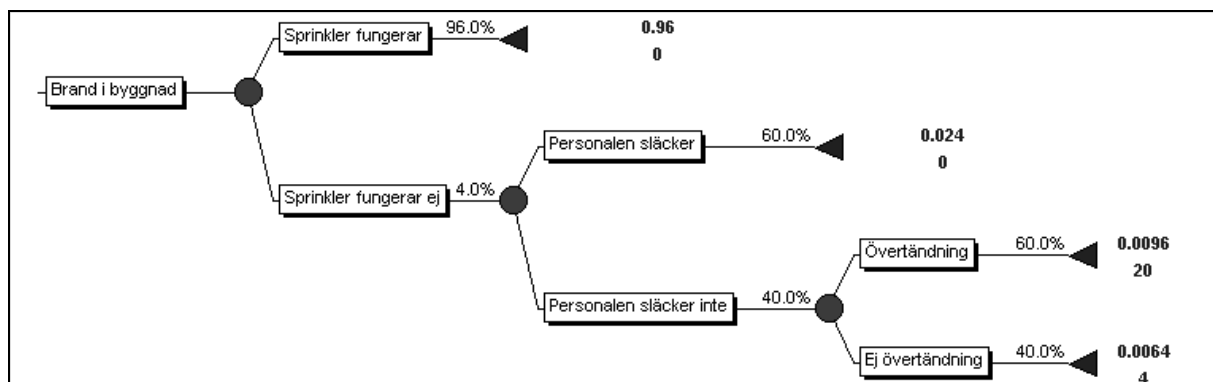 Sprinkler fungerar 96.0% 0.96
0
Brand i byggnad
Personalen släcker 60.0% 0.024
0
Sprinkler fungerar ej 4.0%
Övertändning 60.0% 0.0096
20
Personalen släcker inte 40.0%
Ej övertändning 40.0% 0.0064
4